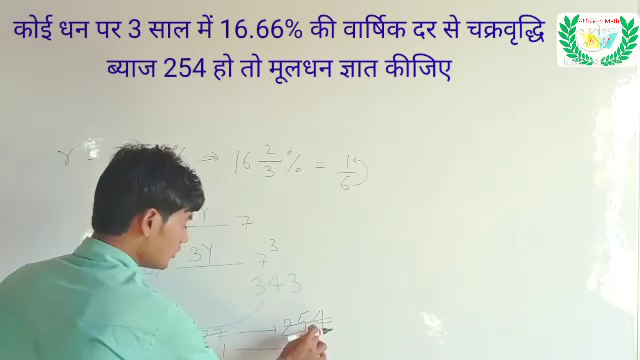 कोई धन पर 3 साल में 16.66% की वार्षिक दर से चक्रवृद्धि
ब्याज 254 हो तो मूलधन ज्ञात कीजिए
r = % ⇒ 16 2/3 % = 1/6
Y 7
3Y 7³
343
→ 254